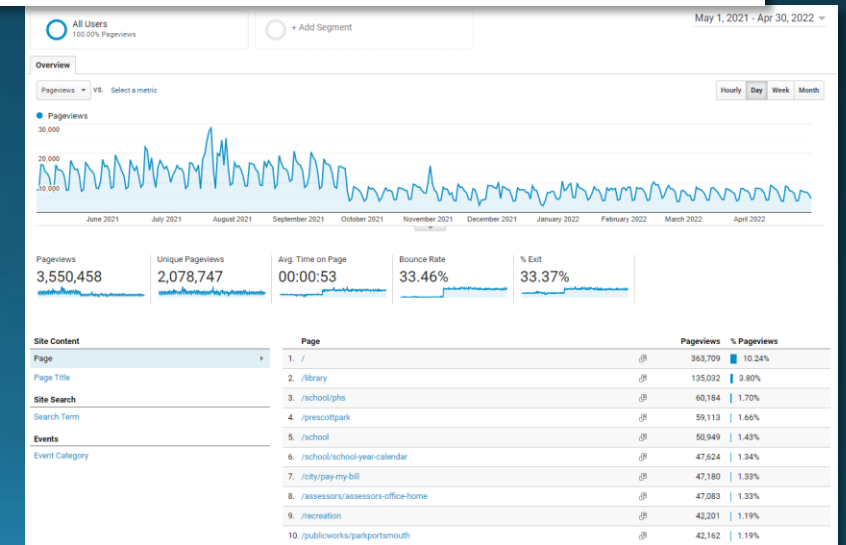 All Users
100.00% Pageviews
+ Add Segment
May 1, 2021 - Apr 30, 2022
Overview
Pageviews VS. Select a metric
Hourly Day Week Month
Pageviews
30,000
20,000
10,000
June 2021 July 2021 August 2021 September 2021 October 2021 November 2021 December 2021 January 2022 February 2022 March 2022 April 2022
Pageviews Unique Pageviews Avg. Time on Page Bounce Rate % Exit
3,550,458 2,078,747 00:00:53 33.46% 33.37%
Site Content Page Pageviews % Pageviews
Page 1. / 363,709 10.24%
Page Title 2. /library 135,032 3.80%
Site Search 3. /school/phs 60,184 1.70%
Search Term 4. /prescottpark 59,113 1.66%
Events 5. /school 50,949 1.43%
Event Category 6. /school/school-year-calendar 47,624 1.34%
7. /city/pay-my-bill 47,180 1.33%
8. /assessors/assessors-office-home 47,083 1.33%
9. /recreation 42,201 1.19%
10. /publicworks/parkportsmouth 42,162 1.19%